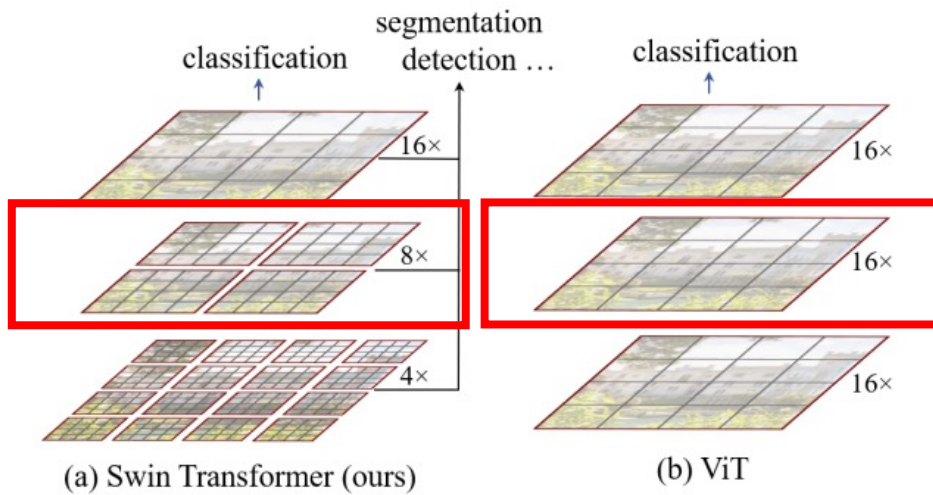 segmentation
classification
detection ...
classification
16×
16×
8×
16×
4×
16×
(a) Swin Transformer (ours)
(b) ViT